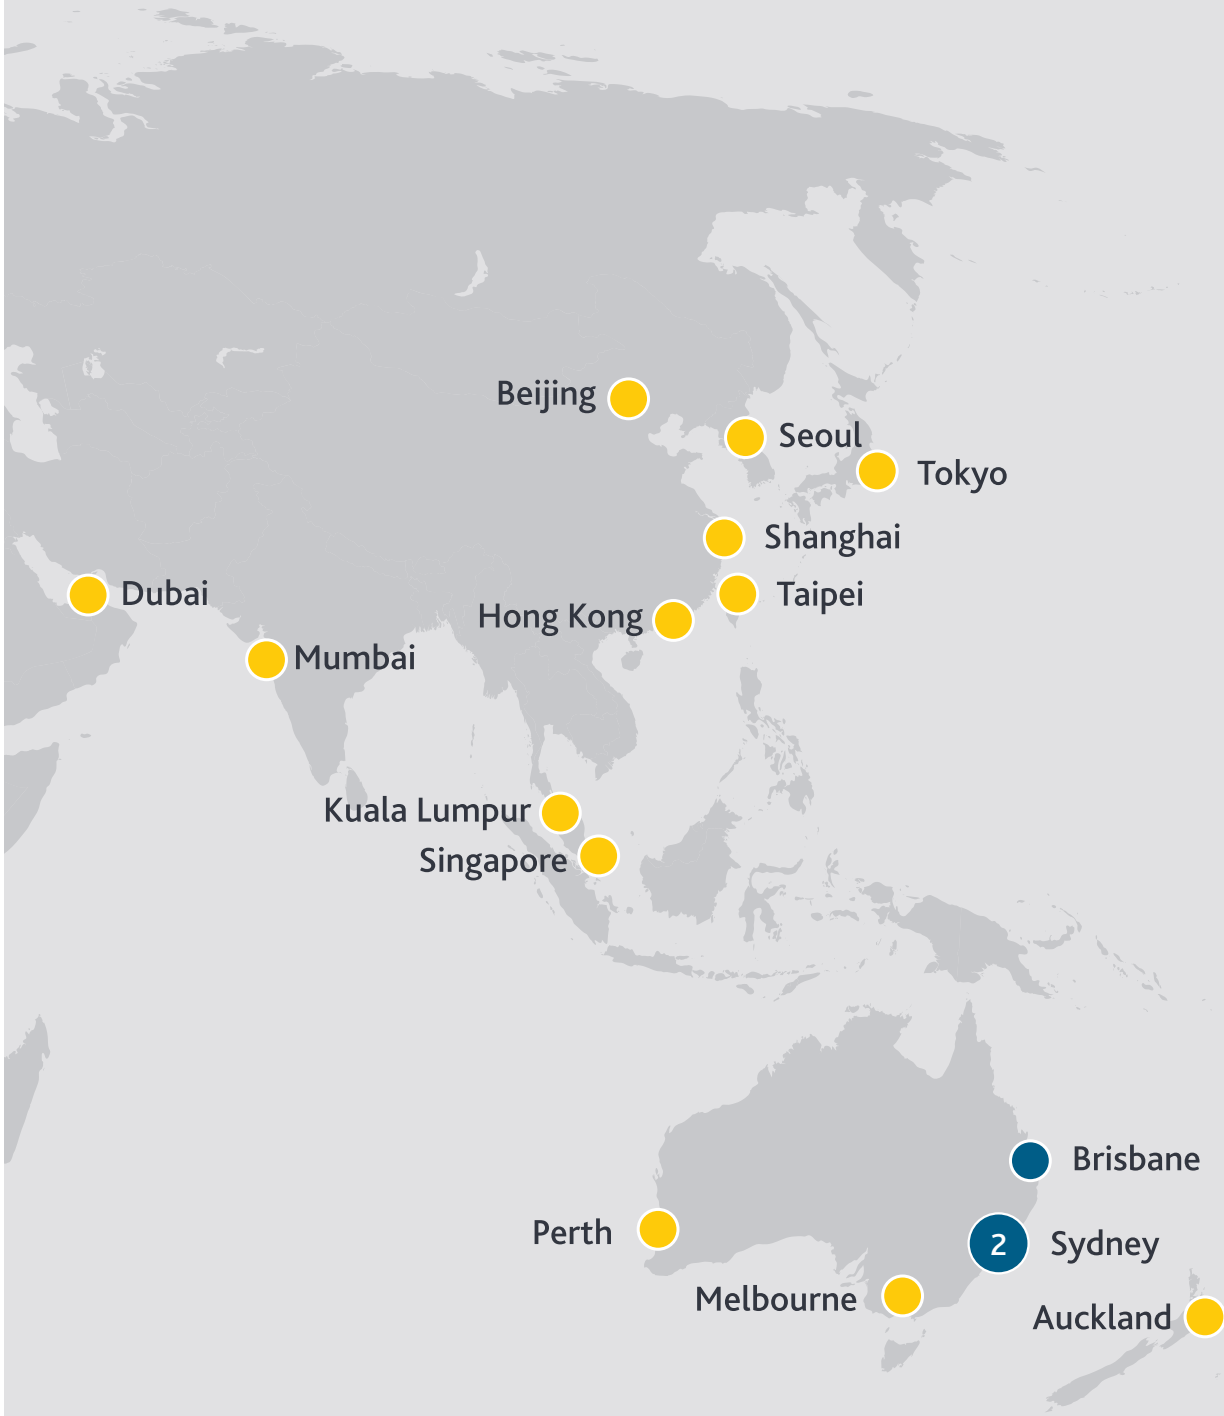 Beijing
Seoul
Tokyo
Shanghai
Dubai
Taipei
Hong Kong
Mumbai
Kuala Lumpur
Singapore
Brisbane
Perth
2 Sydney
Melbourne
Auckland